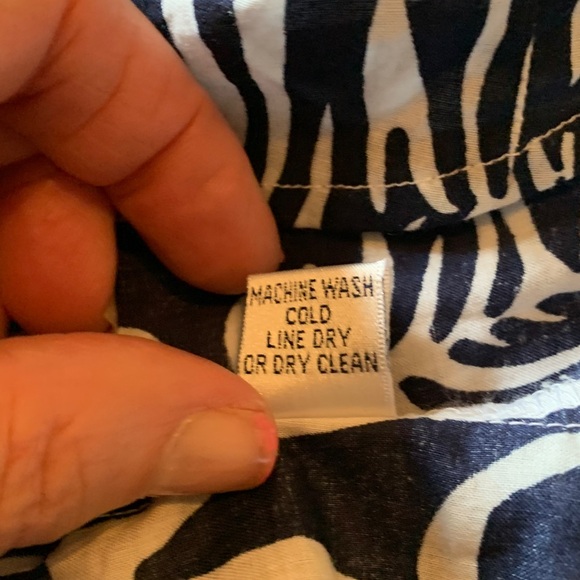 MACHINE WASH
COLD
LINE DRY
OR DRY CLEAN